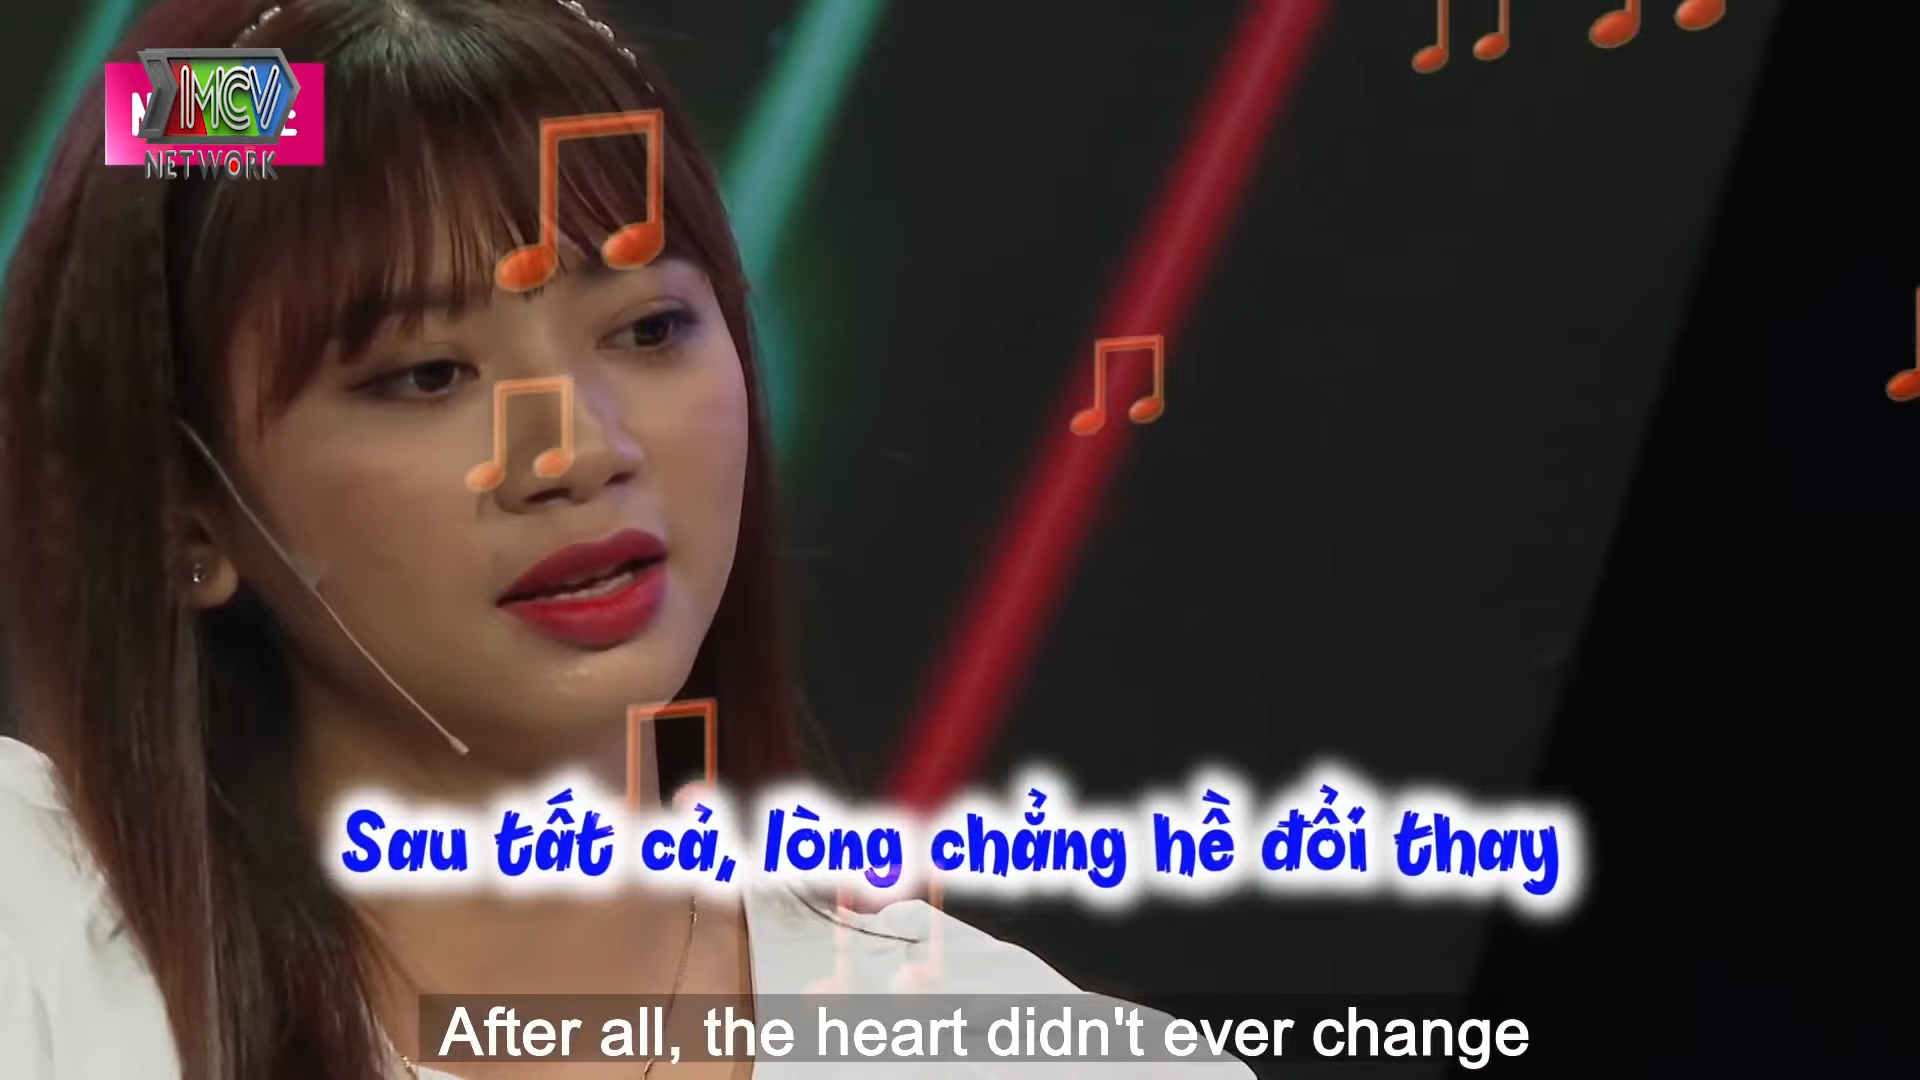 MCV
NETWORK
Sau tất cả, lòng chẳng hề đổi thay
After all, the heart didn't ever change